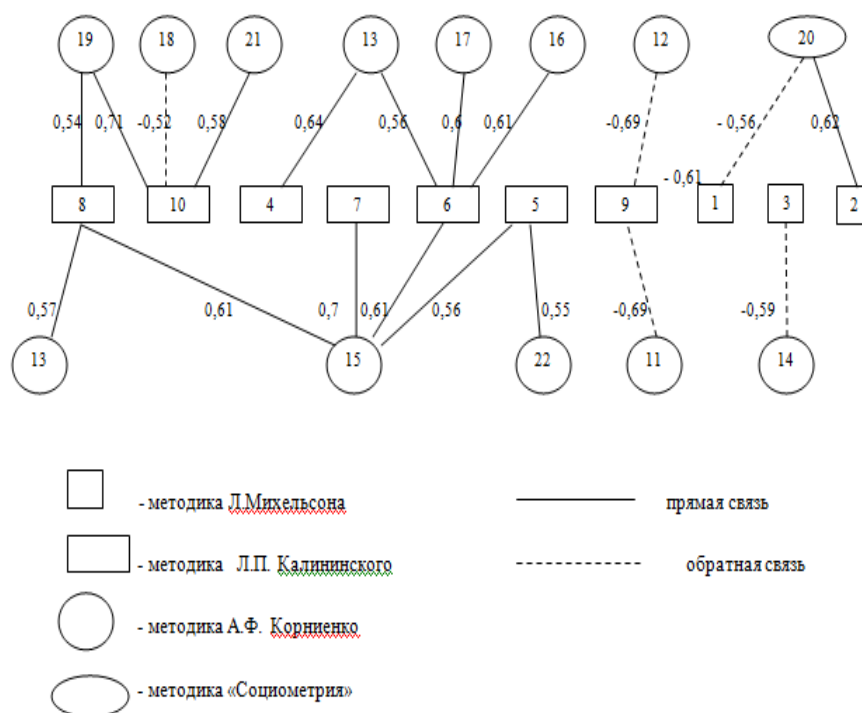 19 18 21 13 17 16 12 20
0,54 0,71 -0,52 0,58 0,64 0,56 0,6 0,61 -0,69 - 0,56 0,62
- 0,61
8 10 4 7 6 5 9 1 3 2
0,57 0,61 0,7 0,61 0,56 0,55 -0,69 -0,59
13 15 22 11 14
- методика Л.Михельсона
прямая связь
- методика Л.П. Калининского
обратная связь
- методика А.Ф. Корниенко
- методика «Социометрия»